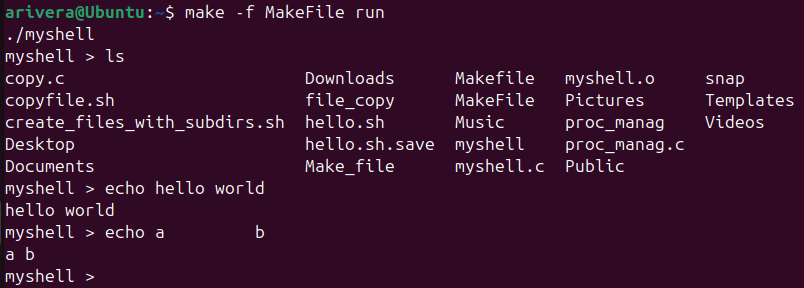 arivera@Ubuntu:~$ make -f MakeFile run
./myshell
myshell > ls
copy.c                      Downloads      Makefile   myshell.o     snap
copyfile.sh                 file_copy      MakeFile   Pictures      Templates
create_files_with_subdirs.sh  hello.sh       Music      proc_manag    Videos
Desktop                     hello.sh.save  myshell    proc_manag.c
Documents                   Make_file      myshell.c  Public
myshell > echo hello world
hello world
myshell > echo a         b
a b
myshell >